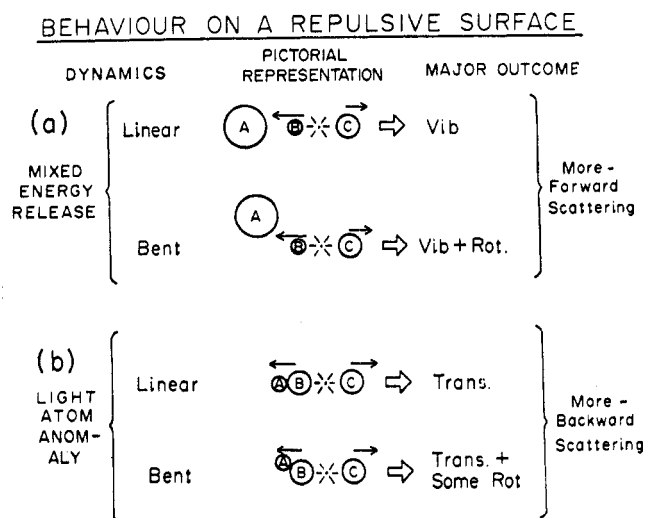 BEHAVIOUR ON A REPULSIVE SURFACE
DYNAMICS
PICTORIAL
REPRESENTATION
MAJOR OUTCOME
(a)
MIXED
ENERGY
RELEASE
Linear
A B C
Vib
Bent
A
B C
Vib + Rot.
More-
Forward
Scattering
(b)
LIGHT
ATOM
ANOM-
ALY
Linear
A B C
Trans.
Bent
A
B C
Trans. +
Some Rot
More-
Backward
Scattering